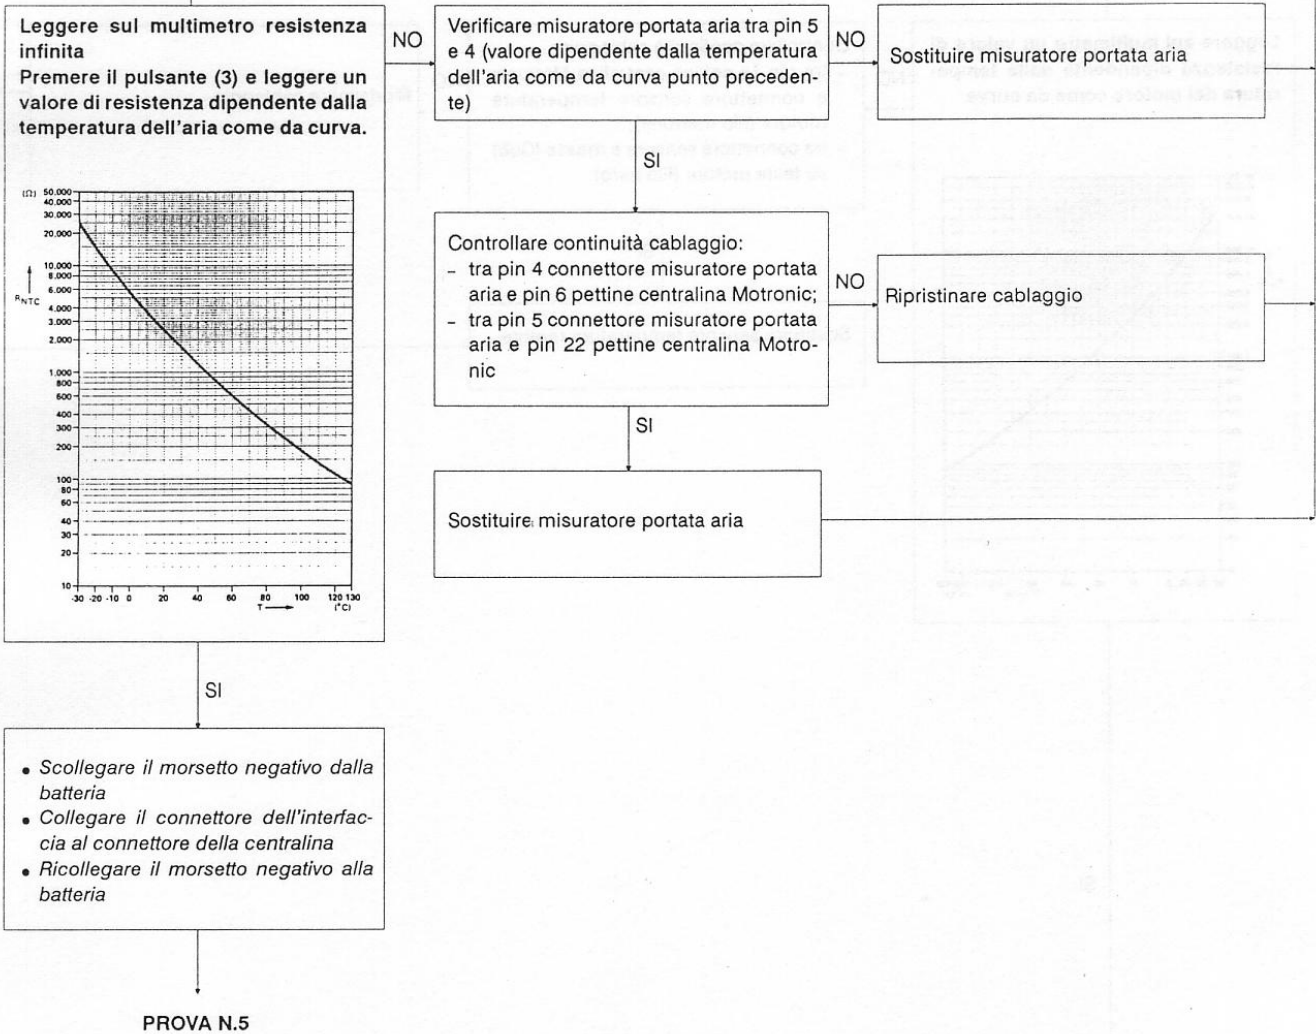 Leggere sul multimetro resistenza
infinita
Premere il pulsante (3) e leggere un
valore di resistenza dipendente dalla
temperatura dell'aria come da curva.
(Ω) 50.000
40.000
30.000
20.000
10.000
8.000
6.000
4.000
3.000
2.000
1.000
800
600
400
300
200
100
80
60
40
30
20
10
RNTC
-30 -20 -10 0 20 40 60 80 100 120 130
T
(°C)
NO
Verificare misuratore portata aria tra pin 5
e 4 (valore dipendente dalla temperatura
dell'aria come da curva punto preceden-
te)
NO
Sostituire misuratore portata aria
SI
Controllare continuità cablaggio:
– tra pin 4 connettore misuratore portata
aria e pin 6 pettine centralina Motronic;
– tra pin 5 connettore misuratore portata
aria e pin 22 pettine centralina Motro-
nic
NO
Ripristinare cablaggio
SI
Sostituire misuratore portata aria
SI
• Scollegare il morsetto negativo dalla
batteria
• Collegare il connettore dell'interfac-
cia al connettore della centralina
• Ricollegare il morsetto negativo alla
batteria
PROVA N.5